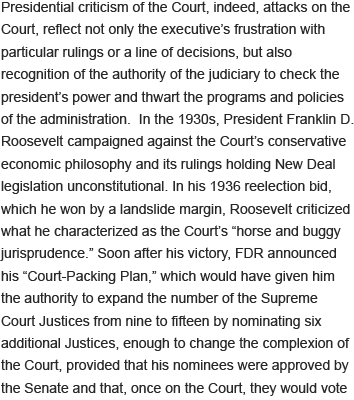 Presidential criticism of the Court, indeed, attacks on the
Court, reflect not only the executive’s frustration with
particular rulings or a line of decisions, but also
recognition of the authority of the judiciary to check the
president’s power and thwart the programs and policies
of the administration.  In the 1930s, President Franklin D.
Roosevelt campaigned against the Court’s conservative
economic philosophy and its rulings holding New Deal
legislation unconstitutional. In his 1936 reelection bid,
which he won by a landslide margin, Roosevelt criticized
what he characterized as the Court’s “horse and buggy
jurisprudence.” Soon after his victory, FDR announced
his “Court-Packing Plan,” which would have given him
the authority to expand the number of the Supreme
Court Justices from nine to fifteen by nominating six
additional Justices, enough to change the complexion of
the Court, provided that his nominees were approved by
the Senate and that, once on the Court, they would vote